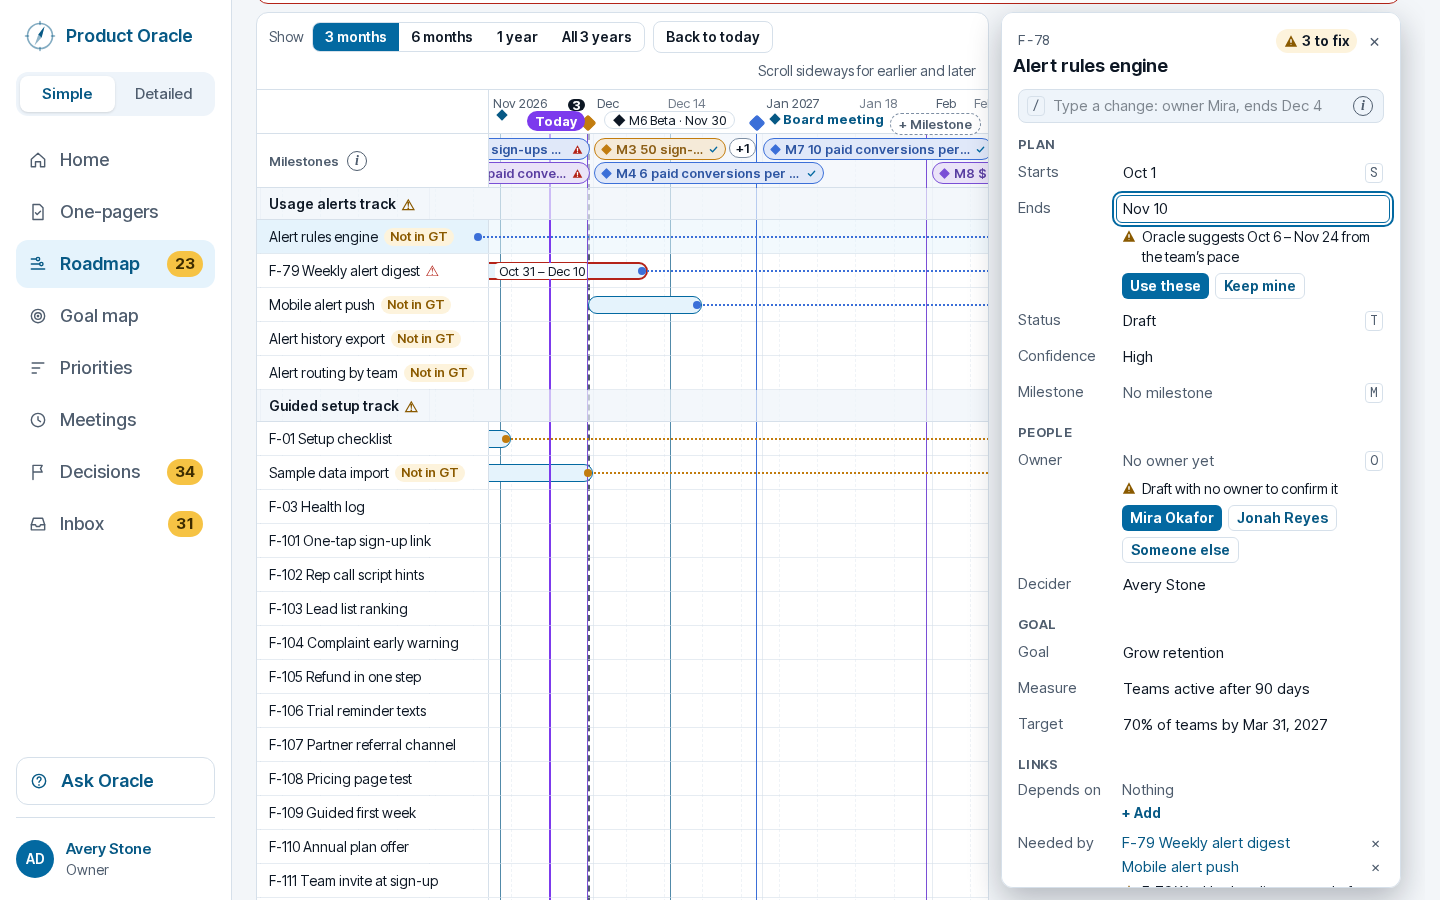 Product Oracle
Simple
Detailed
Home
One-pagers
Roadmap
23
Goal map
Priorities
Meetings
Decisions
34
Inbox
31
Ask Oracle
AD
Avery Stone
Owner
Show
3 months
6 months
1 year
All 3 years
Back to today
Scroll sideways for earlier and later
Nov 2026
3
Dec
Dec 14
Jan 2027
Jan 18
Feb
Today
M6 Beta · Nov 30
Board meeting
+ Milestone
Milestones
i
sign-ups ...
M3 50 sign-...
+1
M7 10 paid conversions per...
paid conve...
M4 6 paid conversions per ...
M8 $
Usage alerts track
Alert rules engine
Not in GT
F-79 Weekly alert digest
Oct 31 – Dec 10
Mobile alert push
Not in GT
Alert history export
Not in GT
Alert routing by team
Not in GT
Guided setup track
F-01 Setup checklist
Sample data import
Not in GT
F-03 Health log
F-101 One-tap sign-up link
F-102 Rep call script hints
F-103 Lead list ranking
F-104 Complaint early warning
F-105 Refund in one step
F-106 Trial reminder texts
F-107 Partner referral channel
F-108 Pricing page test
F-109 Guided first week
F-110 Annual plan offer
F-111 Team invite at sign-up
F-78
3 to fix
×
Alert rules engine
/
Type a change: owner Mira, ends Dec 4
i
PLAN
Starts
Oct 1
S
Ends
Nov 10
Oracle suggests Oct 6 – Nov 24 from
the team's pace
Use these
Keep mine
Status
Draft
T
Confidence
High
Milestone
No milestone
M
PEOPLE
Owner
No owner yet
O
Draft with no owner to confirm it
Mira Okafor
Jonah Reyes
Someone else
Decider
Avery Stone
GOAL
Goal
Grow retention
Measure
Teams active after 90 days
Target
70% of teams by Mar 31, 2027
LINKS
Depends on
Nothing
+ Add
Needed by
F-79 Weekly alert digest
×
Mobile alert push
×